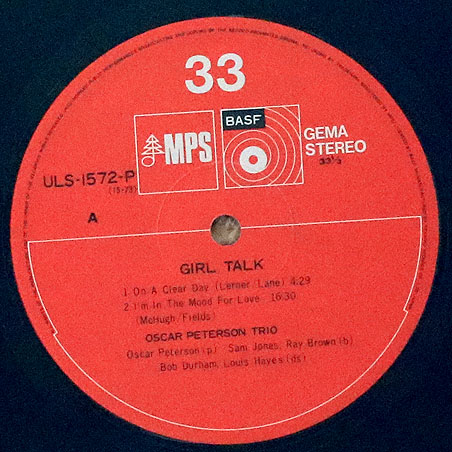 33
MPS
BASF
GEMA
STEREO
33⅓
ULS-1572-P
A
GIRL TALK
1. On A Clear Day (Lerner/Lane) 4:29
2. I'm In The Mood For Love 16:30
(McHugh/Fields)
OSCAR PETERSON TRIO
Oscar Peterson(p) Sam Jones, Ray Brown(b)
Bob Durham, Louis Hayes(ds)